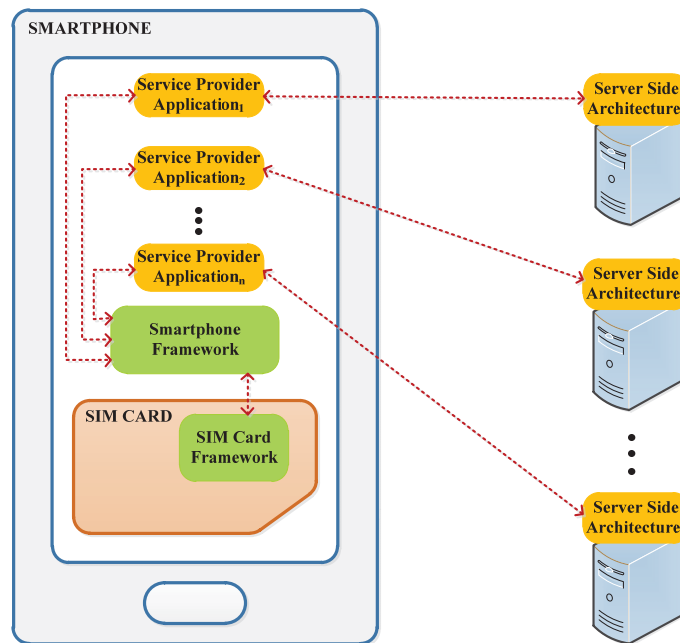 SMARTPHONE
Service Provider
Application₁
Service Provider
Application₂
Service Provider
Applicationₙ
Smartphone
Framework
SIM CARD
SIM Card
Framework
Server Side
Architecture
Server Side
Architecture
Server Side
Architecture